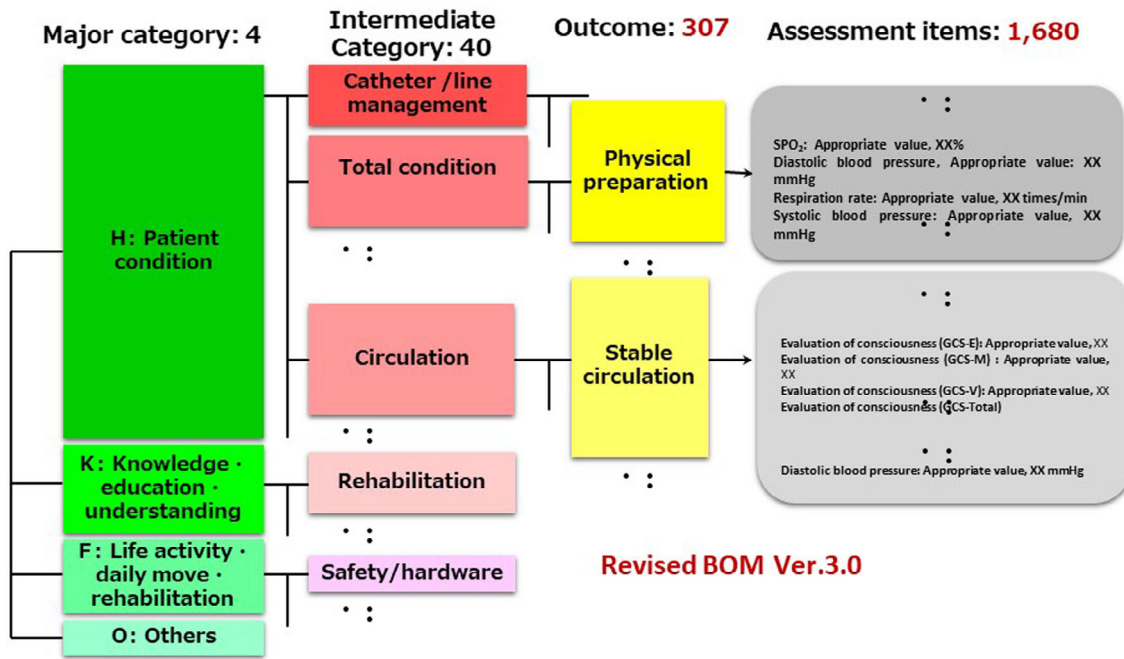 Major category: 4
Intermediate
Category: 40
Outcome: 307
Assessment items: 1,680
H: Patient
condition
K: Knowledge・
education・
understanding
F: Life activity・
daily move・
rehabilitation
O: Others
Catheter /line
management
Total condition
Circulation
Rehabilitation
Safety/hardware
Physical
preparation
Stable
circulation
SPO₂: Appropriate value, XX%
Diastolic blood pressure, Appropriate value: XX
mmHg
Respiration rate: Appropriate value, XX times/min
Systolic blood pressure: Appropriate value, XX
mmHg
Evaluation of consciousness (GCS-E): Appropriate value, XX
Evaluation of consciousness (GCS-M) : Appropriate value,
XX
Evaluation of consciousness (GCS-V): Appropriate value, XX
Evaluation of consciousness (GCS-Total)
Diastolic blood pressure: Appropriate value, XX mmHg
Revised BOM Ver.3.0